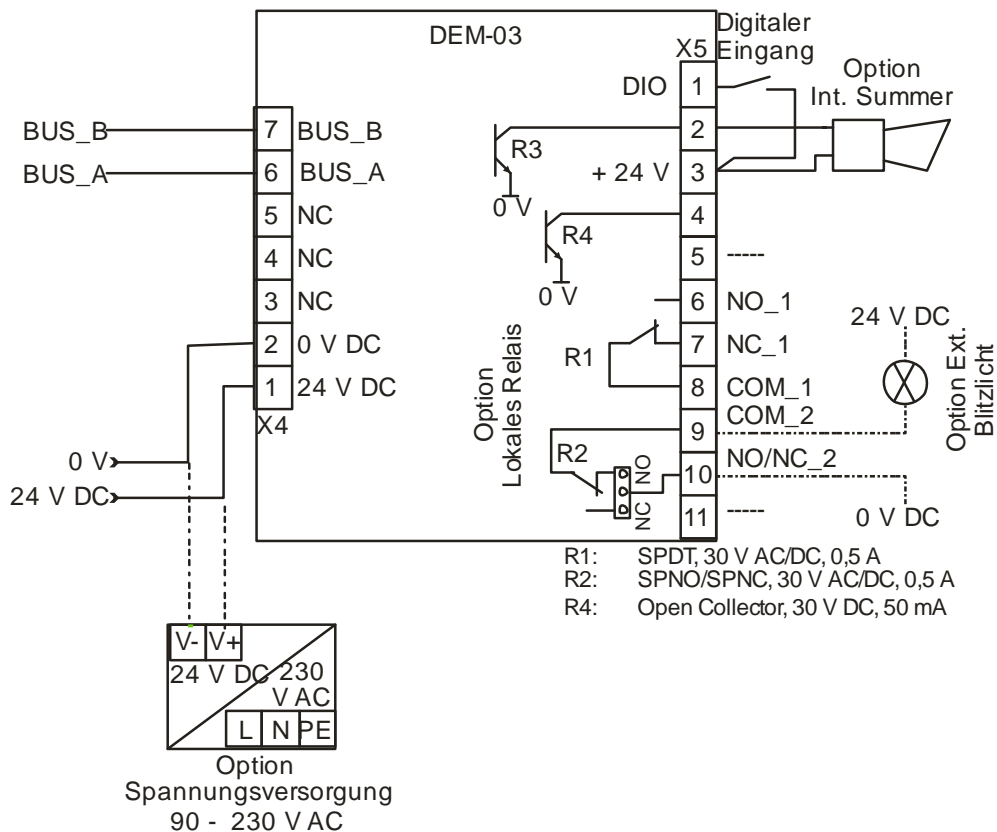 DEM-03
Digitaler
X5 Eingang
DIO
1
Option
Int. Summer
BUS_B
7
BUS_B
R3
2
BUS_A
6
BUS_A
+ 24 V
3
0 V
5
NC
R4
4
4
NC
5
-----
0 V
3
NC
6
NO_1
24 V DC
2
0 V DC
R1
7
NC_1
1
24 V DC
8
COM_1
X4
Option
Lokales Relais
COM_2
9
Option Ext.
Blitzlicht
0 V
R2
NO
NC
10
NO/NC_2
24 V DC
11
-----
0 V DC
R1: SPDT, 30 V AC/DC, 0,5 A
R2: SPNO/SPNC, 30 V AC/DC, 0,5 A
R4: Open Collector, 30 V DC, 50 mA
V- V+
24 V DC
230
V AC
L N PE
Option
Spannungsversorgung
90 - 230 V AC